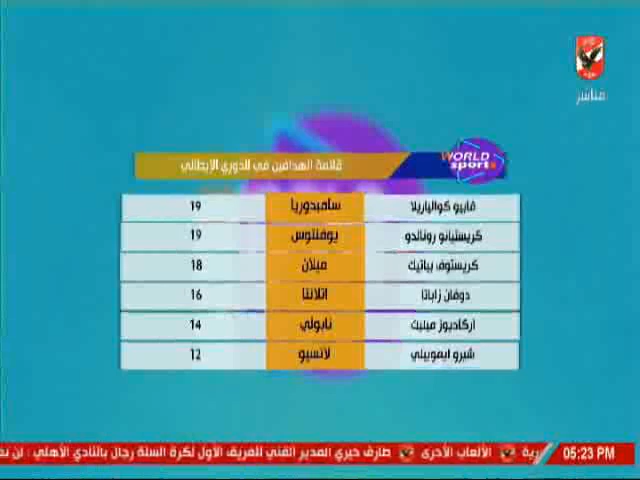 مباشر
WORLD
sports
قائمة الهدافين في الدوري الإيطالي
فابيو كوالياريلا سامبدوريا 19
كريستيانو رونالدو يوفنتوس 19
كريستوف بياتيك ميلان 18
دوفان زاباتا اتلانتا 16
اركاديوز ميليك نابولي 14
شيرو ايموبيلي لاتسيو 12
05:23 PM
الألعاب الأخرى طارق خيري المدير الفني للفريق الأول لكرة السلة رجال بالنادي الأهلي : لن